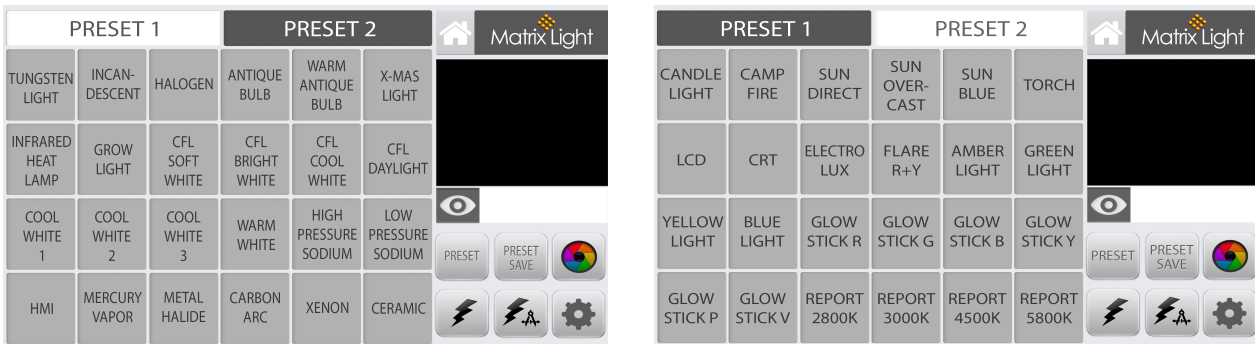 PRESET 1
PRESET 2
Matrix Light
TUNGSTEN
LIGHT
INCAN-
DESCENT
HALOGEN
ANTIQUE
BULB
WARM
ANTIQUE
BULB
X-MAS
LIGHT
INFRARED
HEAT
LAMP
GROW
LIGHT
CFL
SOFT
WHITE
CFL
BRIGHT
WHITE
CFL
COOL
WHITE
CFL
DAYLIGHT
COOL
WHITE
1
COOL
WHITE
2
COOL
WHITE
3
WARM
WHITE
HIGH
PRESSURE
SODIUM
LOW
PRESSURE
SODIUM
PRESET
PRESET
SAVE
HMI
MERCURY
VAPOR
METAL
HALIDE
CARBON
ARC
XENON
CERAMIC
PRESET 1
PRESET 2
Matrix Light
CANDLE
LIGHT
CAMP
FIRE
SUN
DIRECT
SUN
OVER-
CAST
SUN
BLUE
TORCH
LCD
CRT
ELECTRO
LUX
FLARE
R+Y
AMBER
LIGHT
GREEN
LIGHT
YELLOW
LIGHT
BLUE
LIGHT
GLOW
STICK R
GLOW
STICK G
GLOW
STICK B
GLOW
STICK Y
PRESET
PRESET
SAVE
GLOW
STICK P
GLOW
STICK V
REPORT
2800K
REPORT
3000K
REPORT
4500K
REPORT
5800K